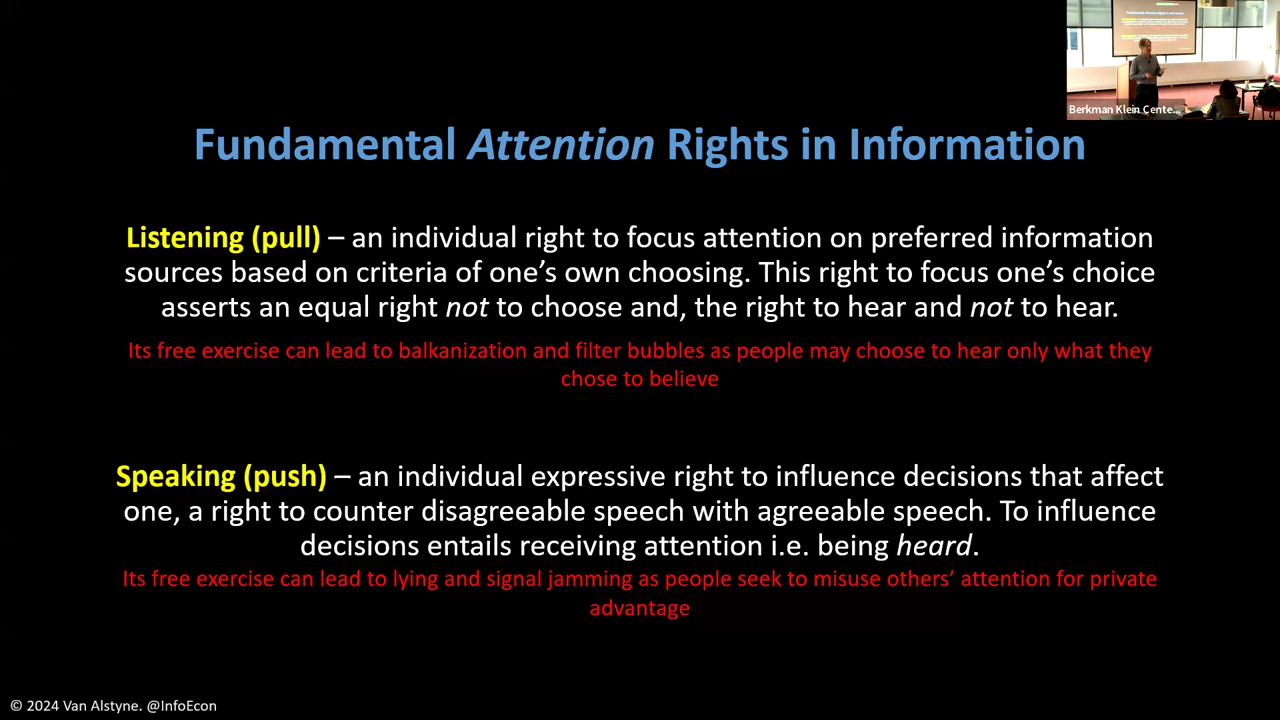 Berkman Klein Cente...
Fundamental Attention Rights in Information
Listening (pull) – an individual right to focus attention on preferred information
sources based on criteria of one’s own choosing. This right to focus one’s choice
asserts an equal right not to choose and, the right to hear and not to hear.
Its free exercise can lead to balkanization and filter bubbles as people may choose to hear only what they
chose to believe
Speaking (push) – an individual expressive right to influence decisions that affect
one, a right to counter disagreeable speech with agreeable speech. To influence
decisions entails receiving attention i.e. being heard.
Its free exercise can lead to lying and signal jamming as people seek to misuse others’ attention for private
advantage
© 2024 Van Alstyne. @InfoEcon